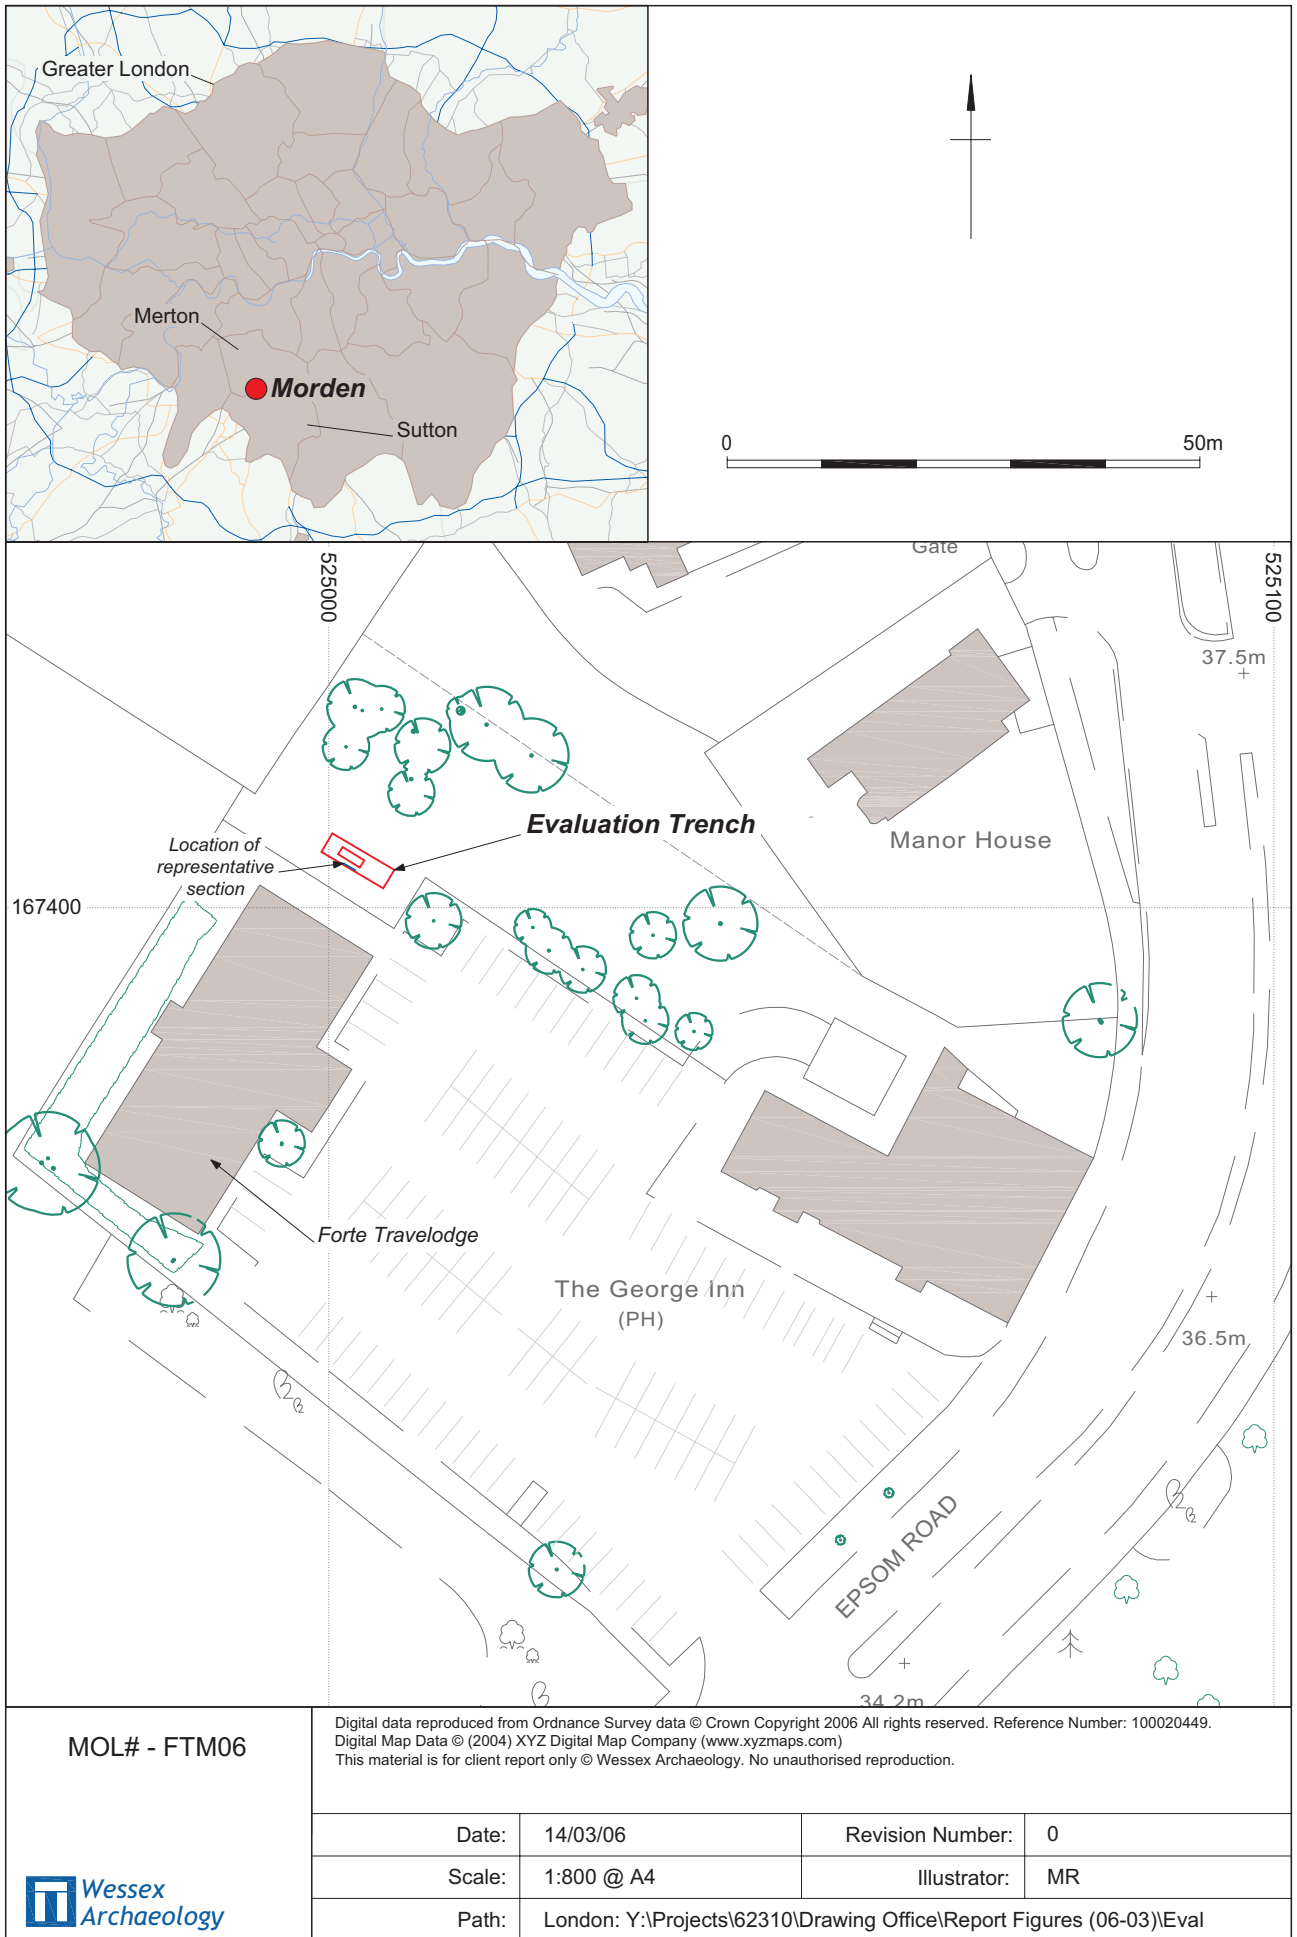 Greater London
Merton
Morden
Sutton
0
50m
525000
Gate
525100
37.5m
Evaluation Trench
Manor House
Location of
representative
section
167400
Forte Travelodge
The George Inn
(PH)
36.5m
EPSOM ROAD
34.2m
MOL# - FTM06
Digital data reproduced from Ordnance Survey data © Crown Copyright 2006 All rights reserved. Reference Number: 100020449.
Digital Map Data © (2004) XYZ Digital Map Company (www.xyzmaps.com)
This material is for client report only © Wessex Archaeology. No unauthorised reproduction.
Date: 14/03/06 Revision Number: 0
Scale: 1:800 @ A4 Illustrator: MR
Path: London: Y:\Projects\62310\Drawing Office\Report Figures (06-03)\Eval
Wessex
Archaeology